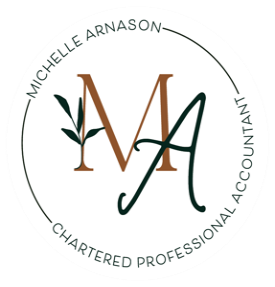 MICHELLE ARNASON
MA
CHARTERED PROFESSIONAL ACCOUNTANT